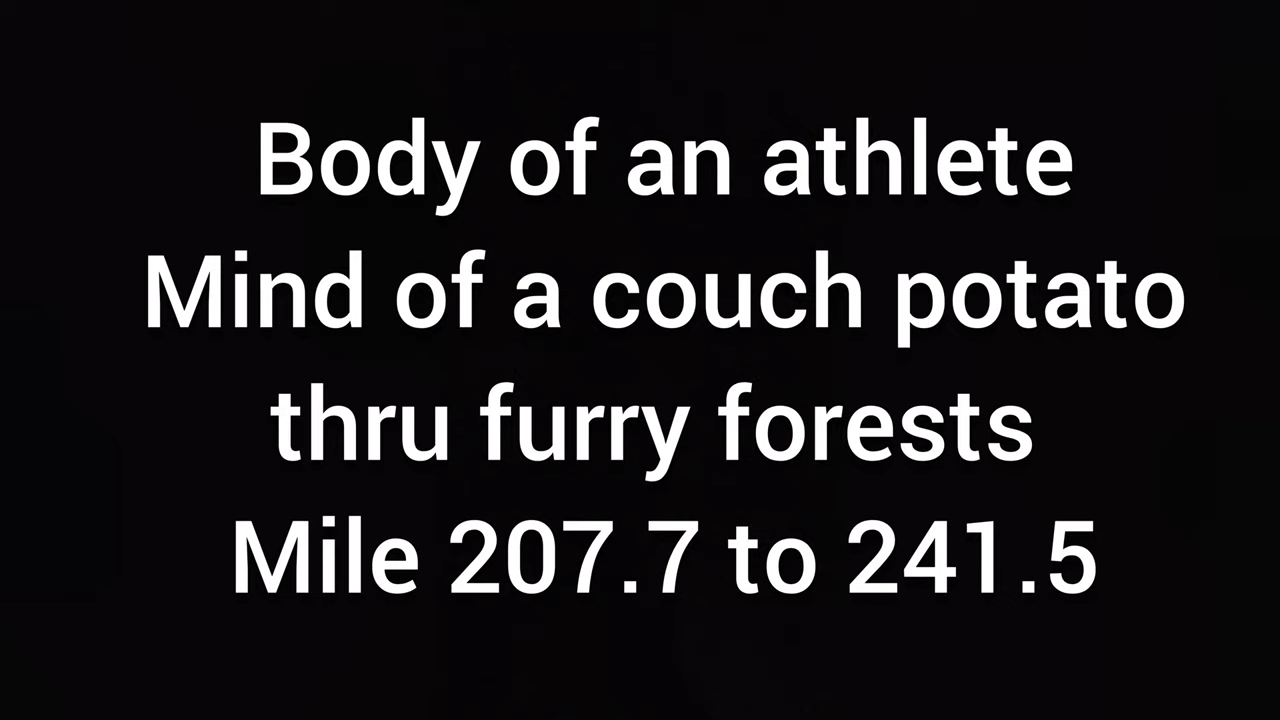 Body of an athlete
Mind of a couch potato
thru furry forests
Mile 207.7 to 241.5